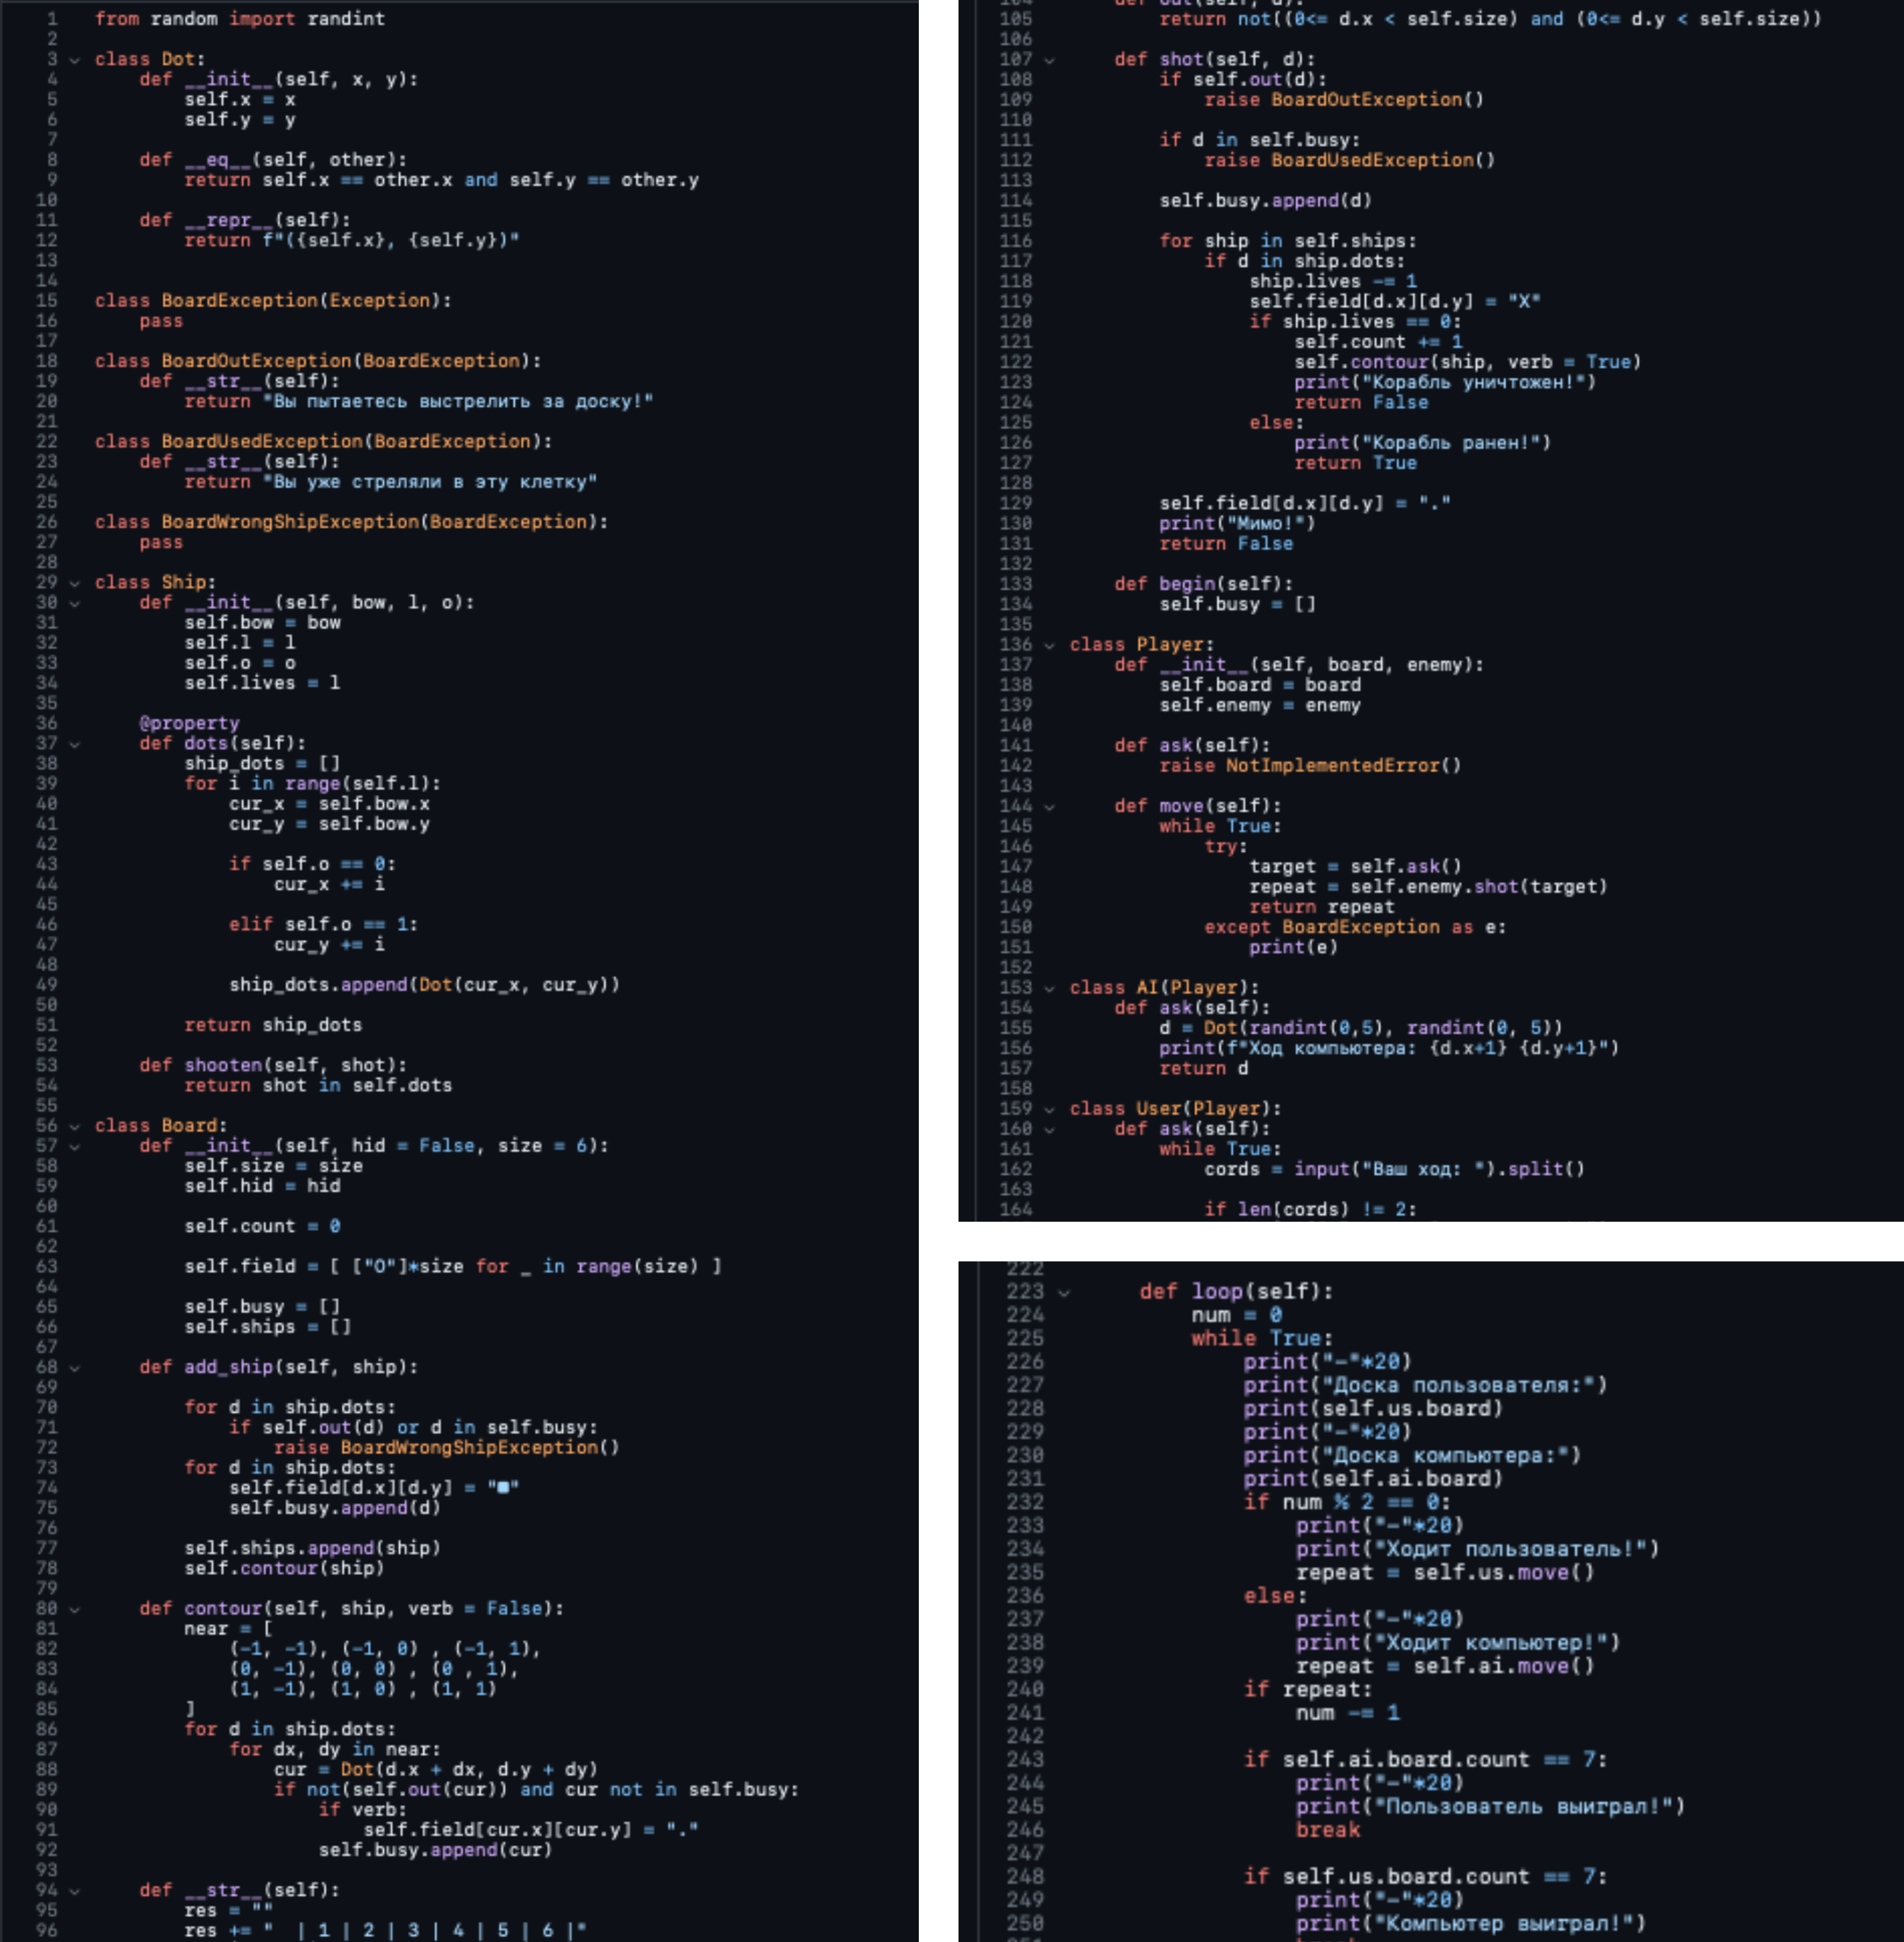 1 from random import randint
2
3 class Dot:
4     def __init__(self, x, y):
5         self.x = x
6         self.y = y
7
8     def __eq__(self, other):
9         return self.x == other.x and self.y == other.y
10
11     def __repr__(self):
12         return f"({self.x}, {self.y})"
13
14
15 class BoardException(Exception):
16     pass
17
18 class BoardOutException(BoardException):
19     def __str__(self):
20         return "Вы пытаетесь выстрелить за доску!"
21
22 class BoardUsedException(BoardException):
23     def __str__(self):
24         return "Вы уже стреляли в эту клетку"
25
26 class BoardWrongShipException(BoardException):
27     pass
28
29 class Ship:
30     def __init__(self, bow, l, o):
31         self.bow = bow
32         self.l = l
33         self.o = o
34         self.lives = l
35
36     @property
37     def dots(self):
38         ship_dots = []
39         for i in range(self.l):
40             cur_x = self.bow.x
41             cur_y = self.bow.y
42
43             if self.o == 0:
44                 cur_x += i
45
46             elif self.o == 1:
47                 cur_y += i
48
49             ship_dots.append(Dot(cur_x, cur_y))
50
51         return ship_dots
52
53     def shooten(self, shot):
54         return shot in self.dots
55
56 class Board:
57     def __init__(self, hid = False, size = 6):
58         self.size = size
59         self.hid = hid
60
61         self.count = 0
62
63         self.field = [ ["O"]*size for _ in range(size) ]
64
65         self.busy = []
66         self.ships = []
67
68     def add_ship(self, ship):
69
70         for d in ship.dots:
71             if self.out(d) or d in self.busy:
72                 raise BoardWrongShipException()
73         for d in ship.dots:
74             self.field[d.x][d.y] = "■"
75             self.busy.append(d)
76
77         self.ships.append(ship)
78         self.contour(ship)
79
80     def contour(self, ship, verb = False):
81         near = [
82             (-1, -1), (-1, 0) , (-1, 1),
83             (0, -1), (0, 0) , (0 , 1),
84             (1, -1), (1, 0) , (1, 1)
85         ]
86         for d in ship.dots:
87             for dx, dy in near:
88                 cur = Dot(d.x + dx, d.y + dy)
89                 if not(self.out(cur)) and cur not in self.busy:
90                     if verb:
91                         self.field[cur.x][cur.y] = "."
92                     self.busy.append(cur)
93
94     def __str__(self):
95         res = ""
96         res += "  | 1 | 2 | 3 | 4 | 5 | 6 |"
104     def out(self, d):
105         return not((0<= d.x < self.size) and (0<= d.y < self.size))
106
107     def shot(self, d):
108         if self.out(d):
109             raise BoardOutException()
110
111         if d in self.busy:
112             raise BoardUsedException()
113
114         self.busy.append(d)
115
116         for ship in self.ships:
117             if d in ship.dots:
118                 ship.lives -= 1
119                 self.field[d.x][d.y] = "X"
120                 if ship.lives == 0:
121                     self.count += 1
122                     self.contour(ship, verb = True)
123                     print("Корабль уничтожен!")
124                     return False
125                 else:
126                     print("Корабль ранен!")
127                     return True
128
129         self.field[d.x][d.y] = "."
130         print("Мимо!")
131         return False
132
133     def begin(self):
134         self.busy = []
135
136 class Player:
137     def __init__(self, board, enemy):
138         self.board = board
139         self.enemy = enemy
140
141     def ask(self):
142         raise NotImplementedError()
143
144     def move(self):
145         while True:
146             try:
147                 target = self.ask()
148                 repeat = self.enemy.shot(target)
149                 return repeat
150             except BoardException as e:
151                 print(e)
152
153 class AI(Player):
154     def ask(self):
155         d = Dot(randint(0,5), randint(0, 5))
156         print(f"Ход компьютера: {d.x+1} {d.y+1}")
157         return d
158
159 class User(Player):
160     def ask(self):
161         while True:
162             cords = input("Ваш ход: ").split()
163
164             if len(cords) != 2:
222
223     def loop(self):
224         num = 0
225         while True:
226             print("-"*20)
227             print("Доска пользователя:")
228             print(self.us.board)
229             print("-"*20)
230             print("Доска компьютера:")
231             print(self.ai.board)
232             if num % 2 == 0:
233                 print("-"*20)
234                 print("Ходит пользователь!")
235                 repeat = self.us.move()
236             else:
237                 print("-"*20)
238                 print("Ходит компьютер!")
239                 repeat = self.ai.move()
240             if repeat:
241                 num -= 1
242
243             if self.ai.board.count == 7:
244                 print("-"*20)
245                 print("Пользователь выиграл!")
246                 break
247
248             if self.us.board.count == 7:
249                 print("-"*20)
250                 print("Компьютер выиграл!")